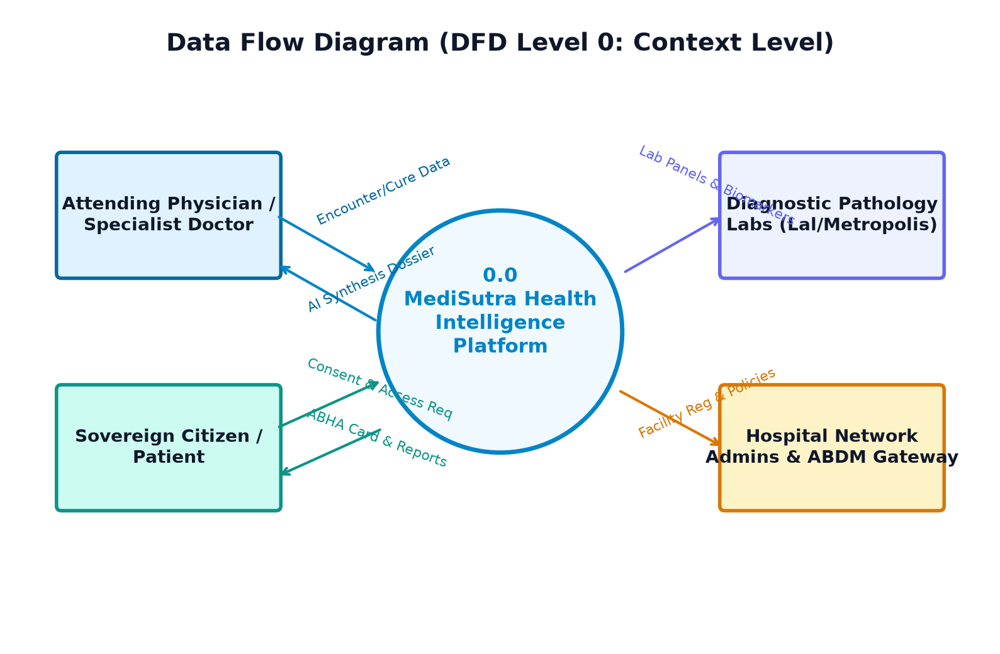 Data Flow Diagram (DFD Level 0: Context Level)
Encounter/Cure Data
Lab Panels & Biomarkers
Attending Physician /
Specialist Doctor
Diagnostic Pathology
Labs (Lal/Metropolis)
AI Synthesis Dossier
0.0
MediSutra Health
Intelligence
Platform
Consent & Access Req
Facility Reg & Policies
ABHA Card & Reports
Sovereign Citizen /
Patient
Hospital Network
Admins & ABDM Gateway